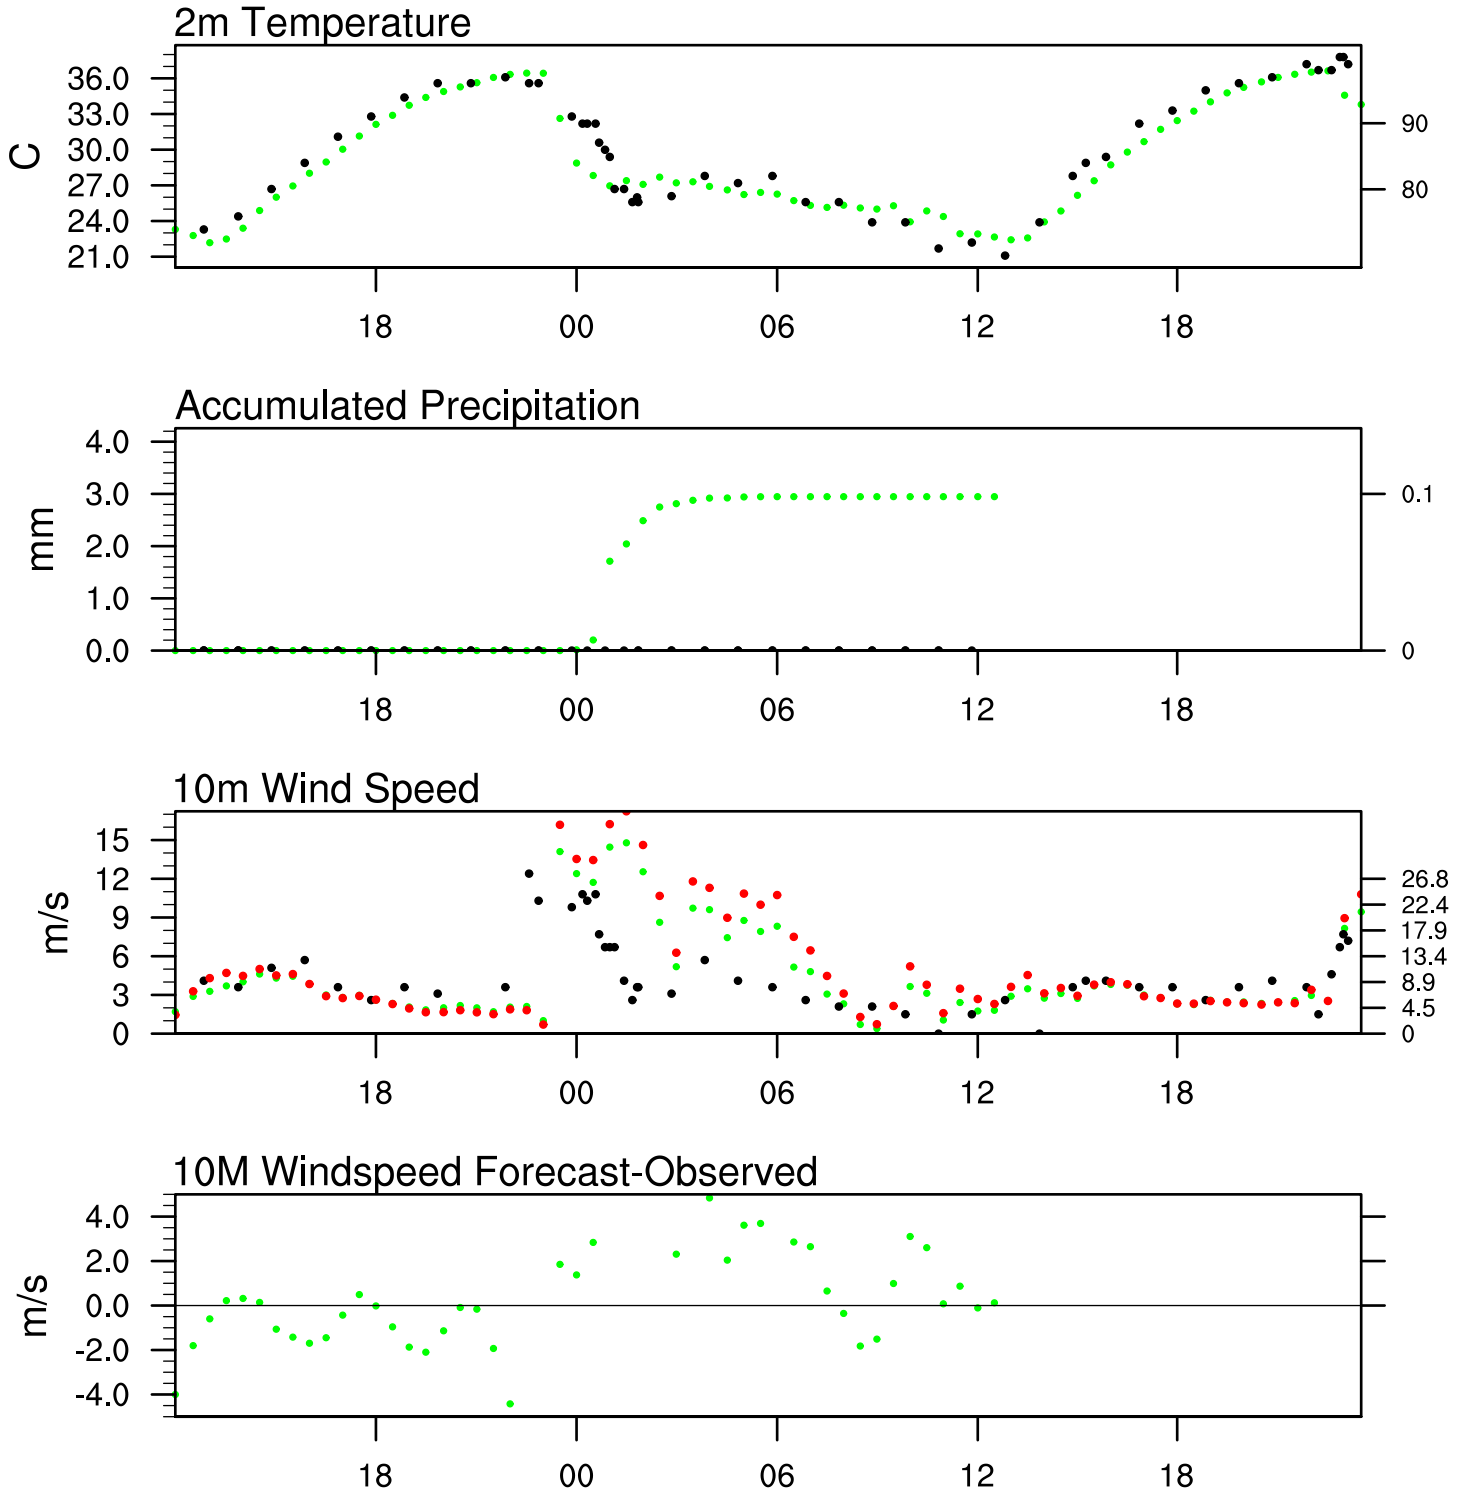 2m Temperature
36.0
33.0
30.0
27.0
24.0
21.0
C
90
80
18 00 06 12 18
Accumulated Precipitation
4.0
3.0
2.0
1.0
0.0
mm
0.1
0
18 00 06 12 18
10m Wind Speed
15
12
9
6
3
0
m/s
26.8
22.4
17.9
13.4
8.9
4.5
0
18 00 06 12 18
10M Windspeed Forecast-Observed
4.0
2.0
0.0
-2.0
-4.0
m/s
18 00 06 12 18